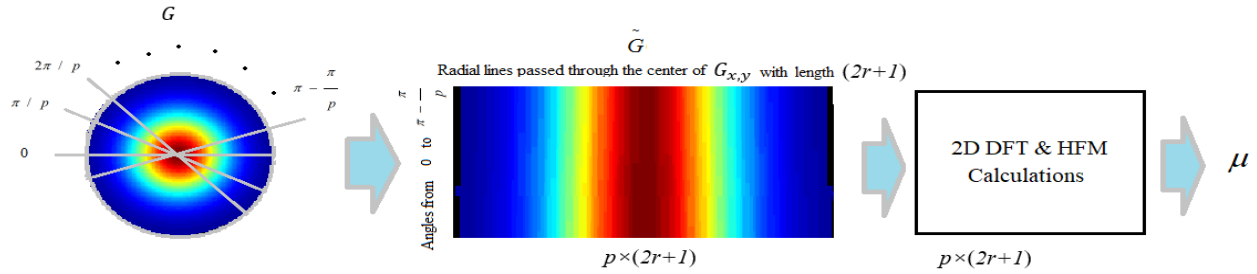 G
2π / p
π / p
0
π - π/p
G̃
Radial lines passed through the center of Gx,y with length (2r+1)
Angles from 0 to π - π/p
p×(2r+1)
2D DFT & HFM
Calculations
p×(2r+1)
μ